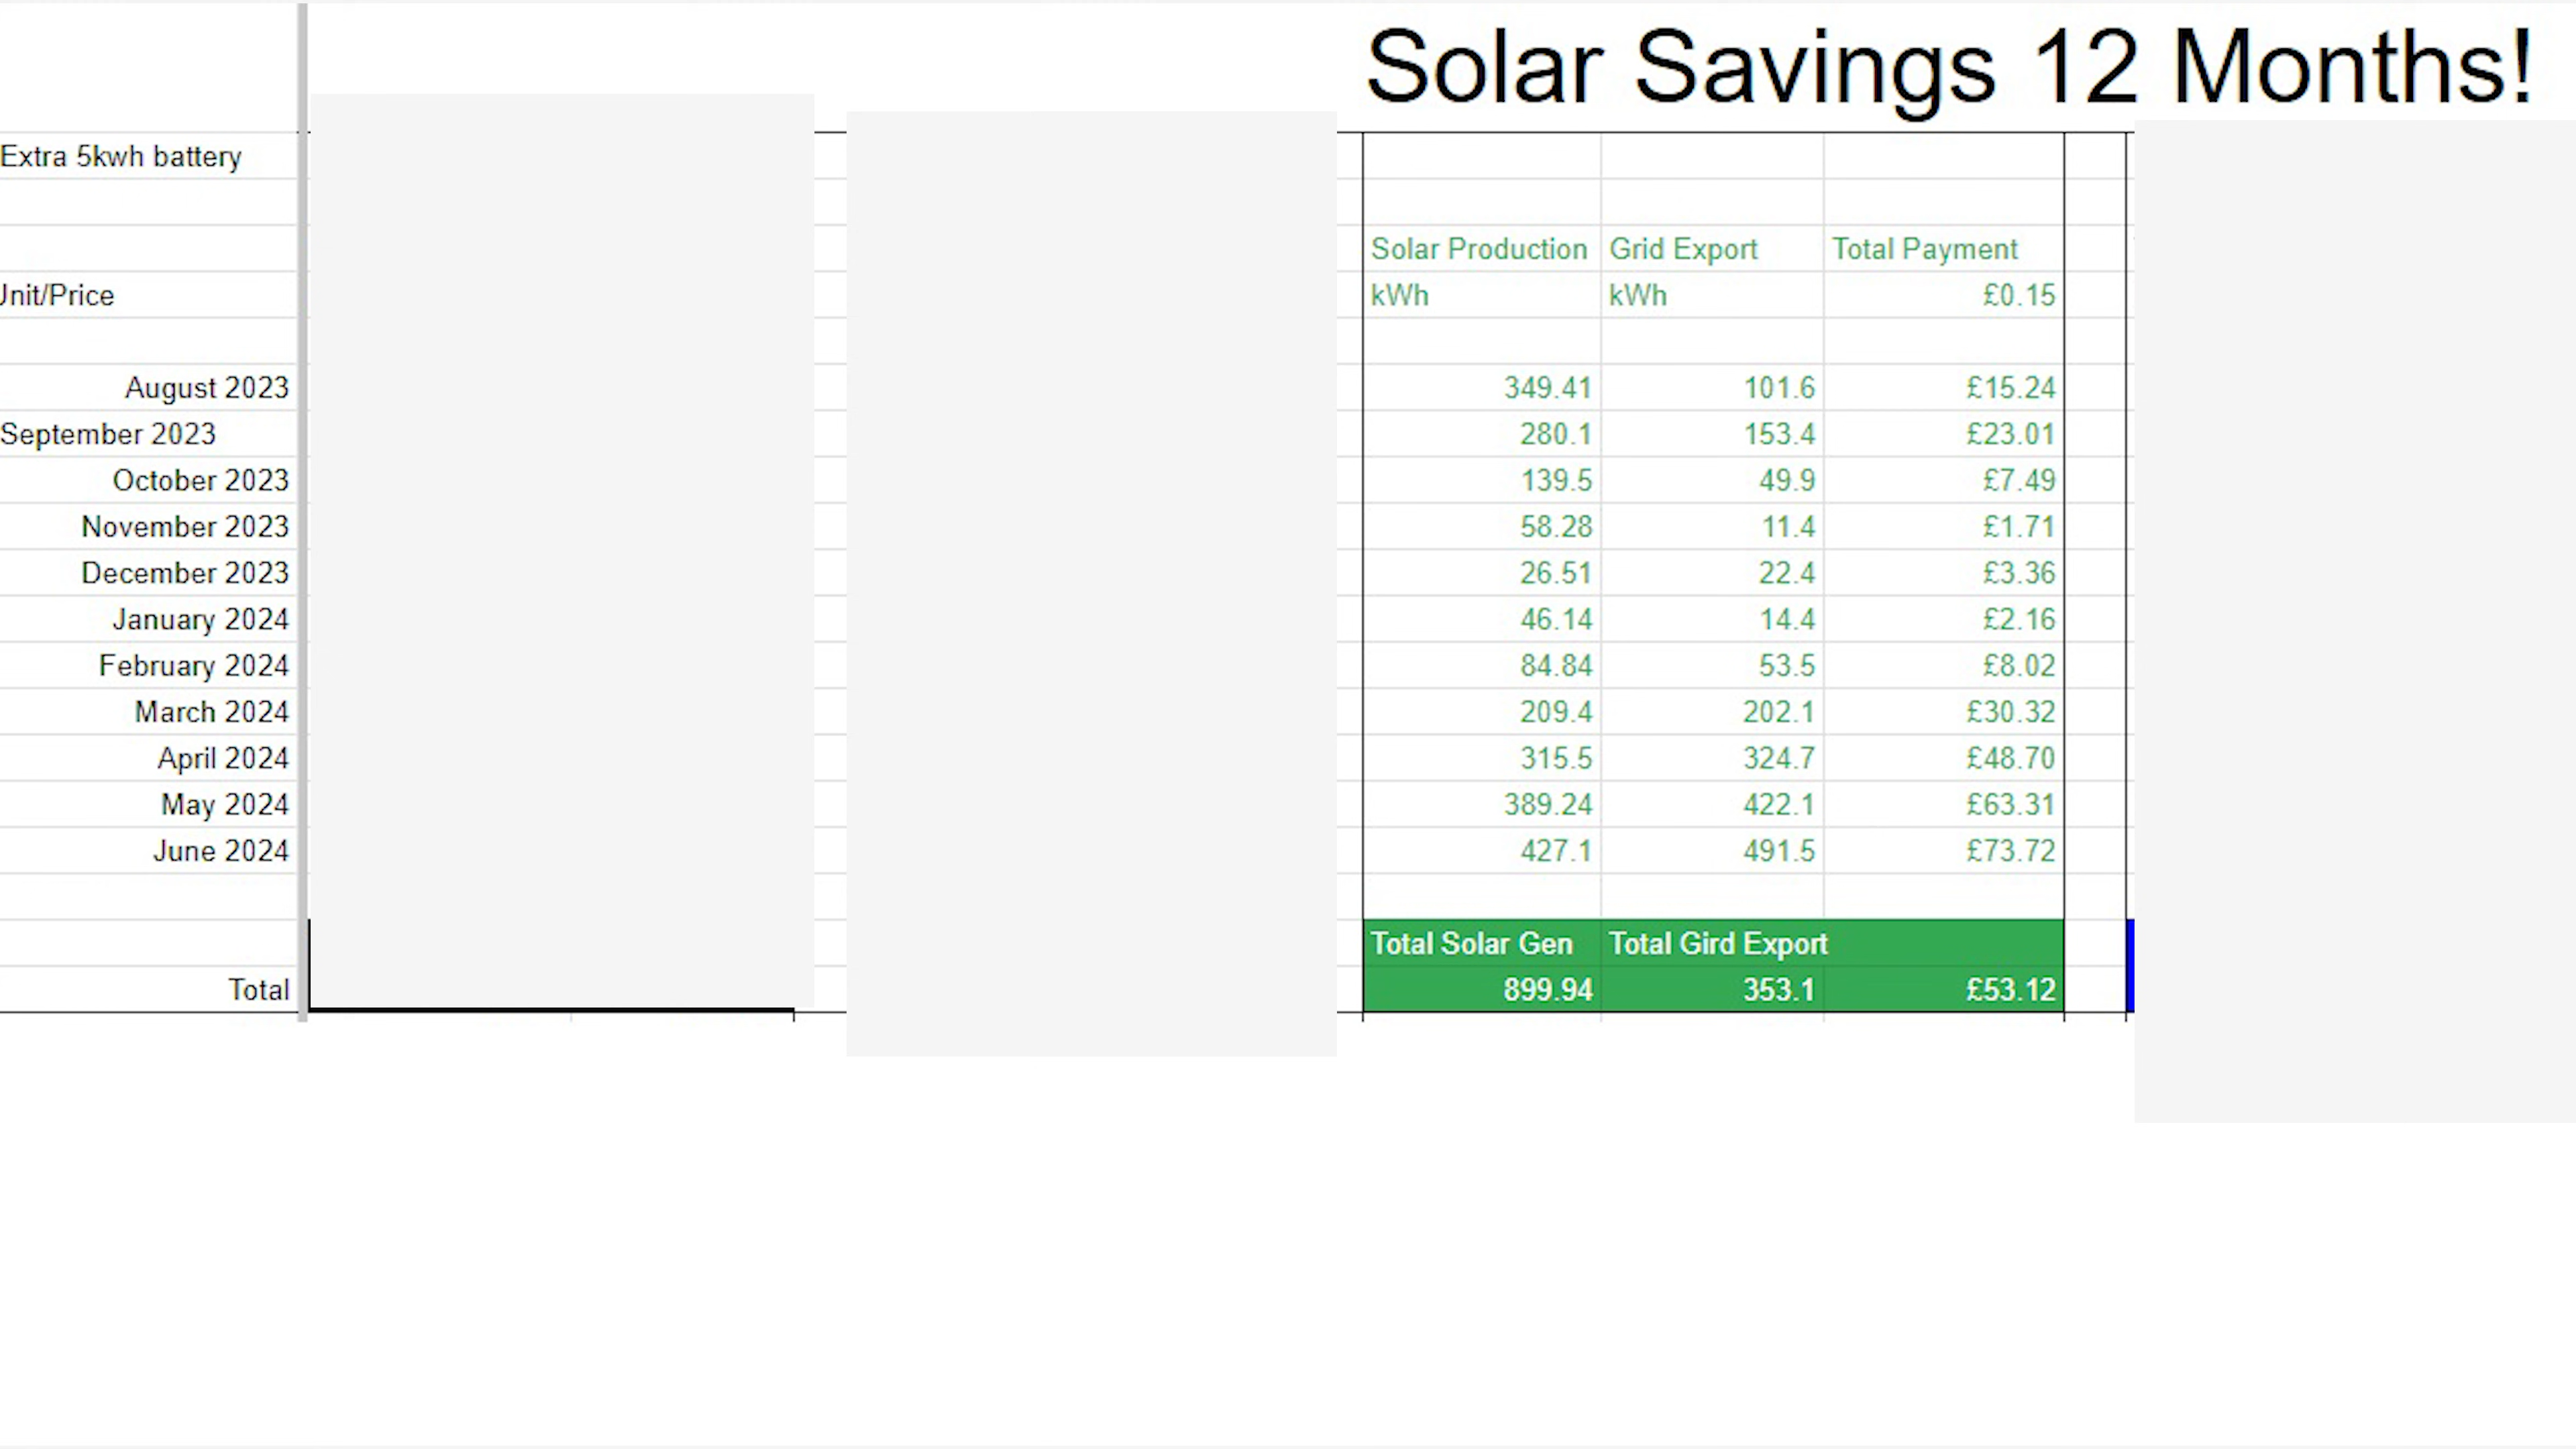 Solar Savings 12 Months!
Extra 5kwh battery
Solar Production Grid Export Total Payment
Unit/Price kWh kWh £0.15
August 2023 349.41 101.6 £15.24
September 2023 280.1 153.4 £23.01
October 2023 139.5 49.9 £7.49
November 2023 58.28 11.4 £1.71
December 2023 26.51 22.4 £3.36
January 2024 46.14 14.4 £2.16
February 2024 84.84 53.5 £8.02
March 2024 209.4 202.1 £30.32
April 2024 315.5 324.7 £48.70
May 2024 389.24 422.1 £63.31
June 2024 427.1 491.5 £73.72
Total Solar Gen Total Gird Export
Total 899.94 353.1 £53.12